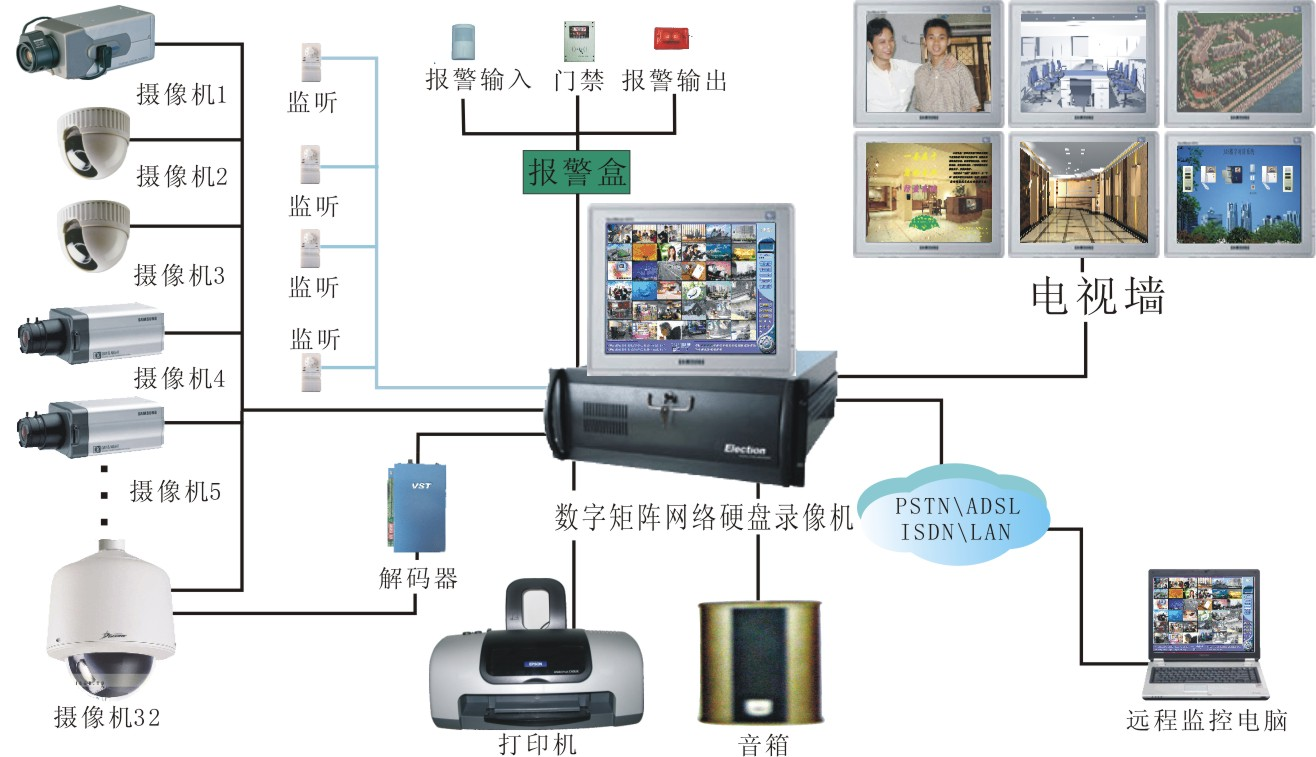 摄像机1
摄像机2
摄像机3
SAMSUNG
摄像机4
SAMSUNG
摄像机5
摄像机32
监听
监听
监听
监听
报警输入
门禁
报警输出
报警盒
电视墙
Election
数字矩阵网络硬盘录像机
VST
解码器
EPSON
打印机
音箱
PSTN\ADSL
ISDN\LAN
远程监控电脑